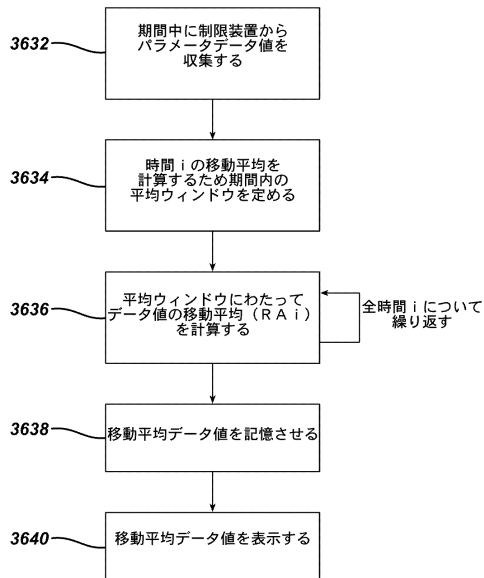 3632
期間中に制限装置から
パラメータデータ値を
収集する
3634
時間ｉの移動平均を
計算するため期間内の
平均ウィンドウを定める
3636
平均ウィンドウにわたって
データ値の移動平均（ＲＡｉ）
を計算する
全時間ｉについて
繰り返す
3638
移動平均データ値を記憶させる
3640
移動平均データ値を表示する